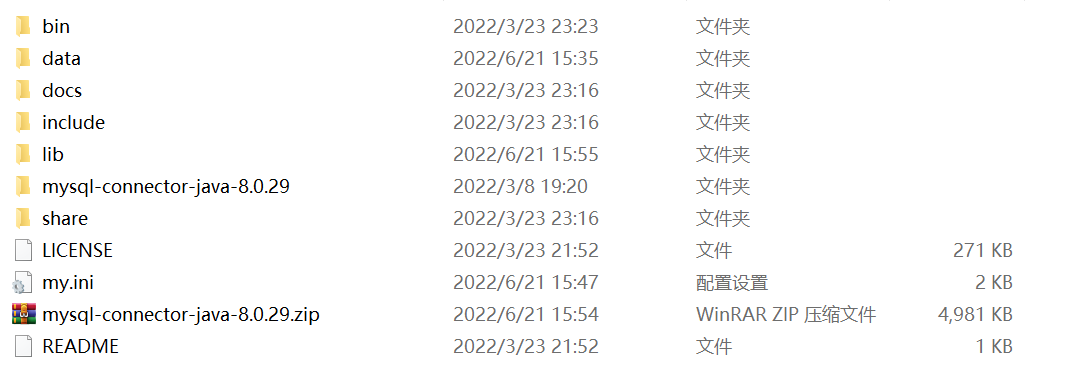 bin 2022/3/23 23:23 文件夹
data 2022/6/21 15:35 文件夹
docs 2022/3/23 23:16 文件夹
include 2022/3/23 23:16 文件夹
lib 2022/6/21 15:55 文件夹
mysql-connector-java-8.0.29 2022/3/8 19:20 文件夹
share 2022/3/23 23:16 文件夹
LICENSE 2022/3/23 21:52 文件 271 KB
my.ini 2022/6/21 15:47 配置设置 2 KB
mysql-connector-java-8.0.29.zip 2022/6/21 15:54 WinRAR ZIP 压缩文件 4,981 KB
README 2022/3/23 21:52 文件 1 KB